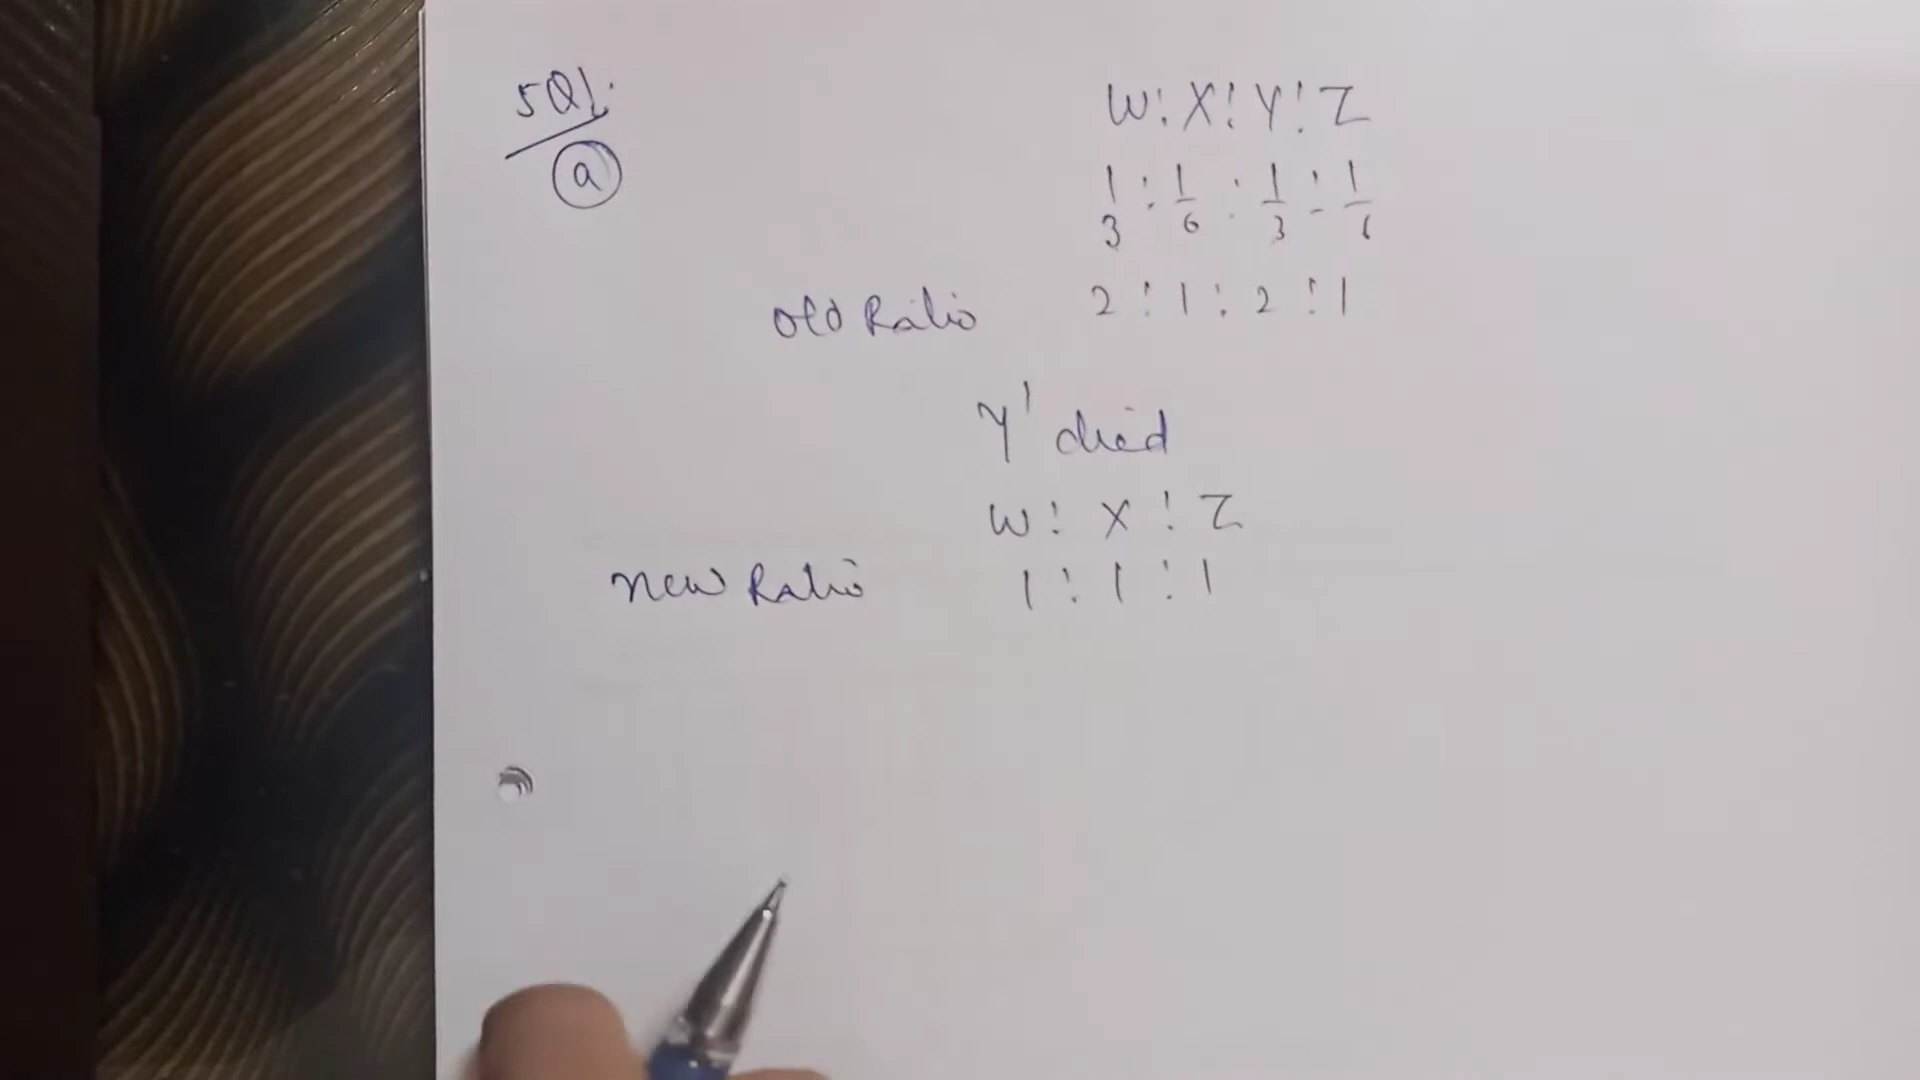 5Q1.
a
W : X : Y : Z
1/3 : 1/6 : 1/3 : 1/6
Old Ratio 2 : 1 : 2 : 1
'Y' died
W : X : Z
New Ratio 1 : 1 : 1